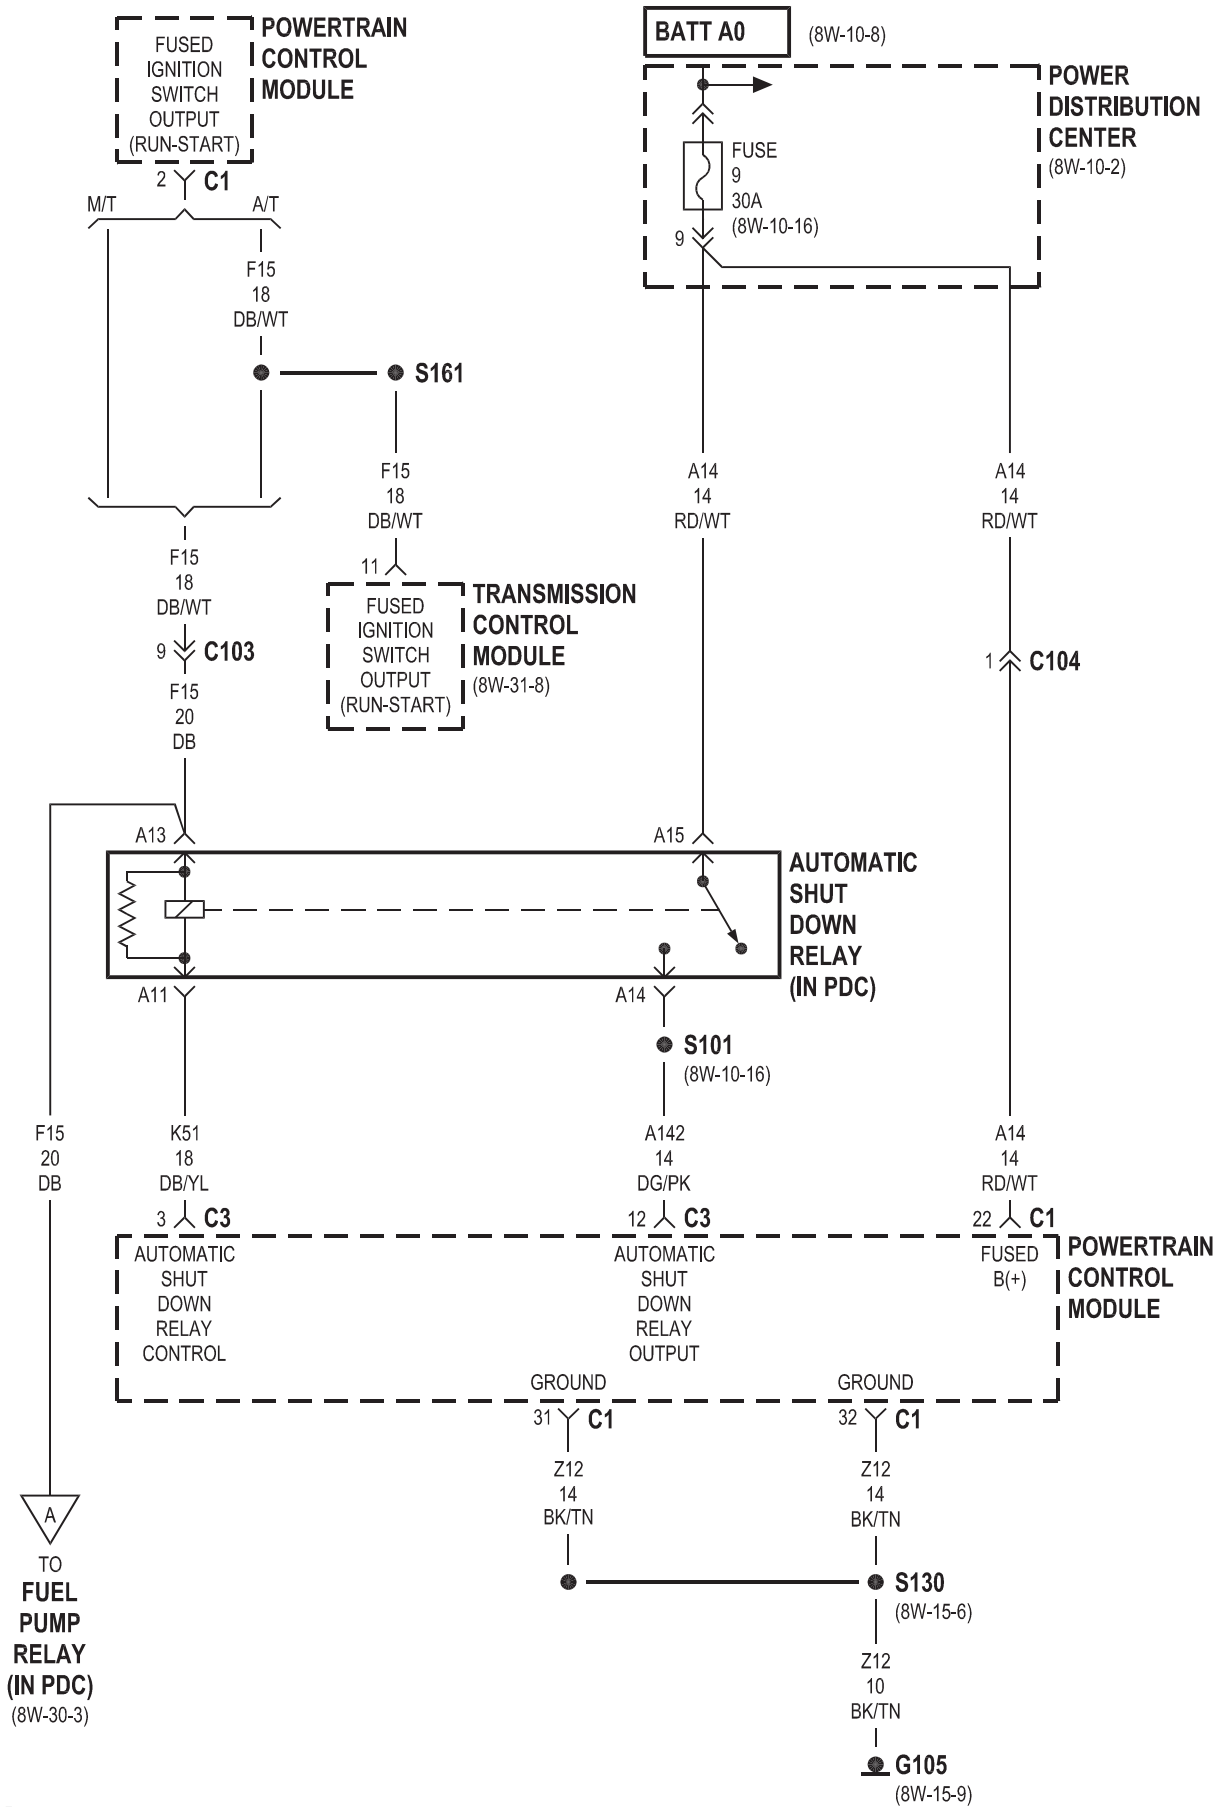 FUSED
IGNITION
SWITCH
OUTPUT
(RUN-START)
POWERTRAIN
CONTROL
MODULE
2
C1
M/T
A/T
F15
18
DB/WT
S161
F15
18
DB/WT
11
FUSED
IGNITION
SWITCH
OUTPUT
(RUN-START)
TRANSMISSION
CONTROL
MODULE
(8W-31-8)
F15
18
DB/WT
9
C103
F15
20
DB
BATT A0
(8W-10-8)
POWER
DISTRIBUTION
CENTER
(8W-10-2)
FUSE
9
30A
(8W-10-16)
9
A14
14
RD/WT
A14
14
RD/WT
1
C104
A13
A15
AUTOMATIC
SHUT
DOWN
RELAY
(IN PDC)
A11
A14
S101
(8W-10-16)
F15
20
DB
K51
18
DB/YL
A142
14
DG/PK
A14
14
RD/WT
3
C3
12
C3
22
C1
AUTOMATIC
SHUT
DOWN
RELAY
CONTROL
AUTOMATIC
SHUT
DOWN
RELAY
OUTPUT
FUSED
B(+)
POWERTRAIN
CONTROL
MODULE
GROUND
GROUND
31
C1
32
C1
Z12
14
BK/TN
Z12
14
BK/TN
S130
(8W-15-6)
Z12
10
BK/TN
G105
(8W-15-9)
A
TO
FUEL
PUMP
RELAY
(IN PDC)
(8W-30-3)